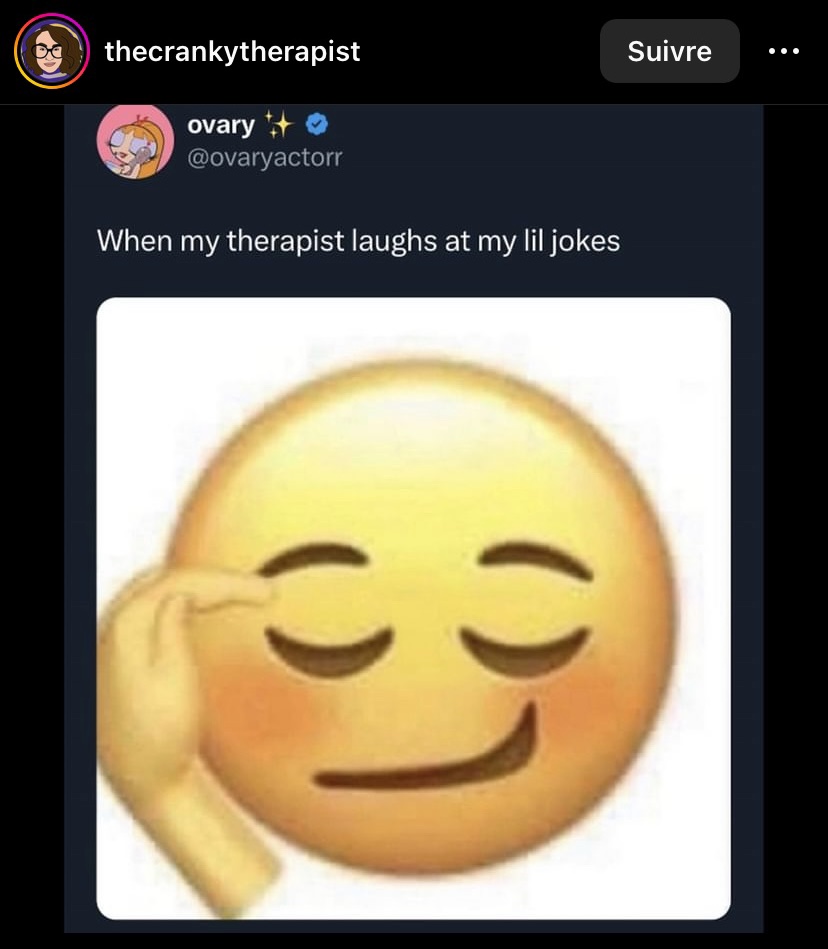 thecrankytherapist
Suivre
ovary ✨
@ovaryactorr
When my therapist laughs at my lil jokes